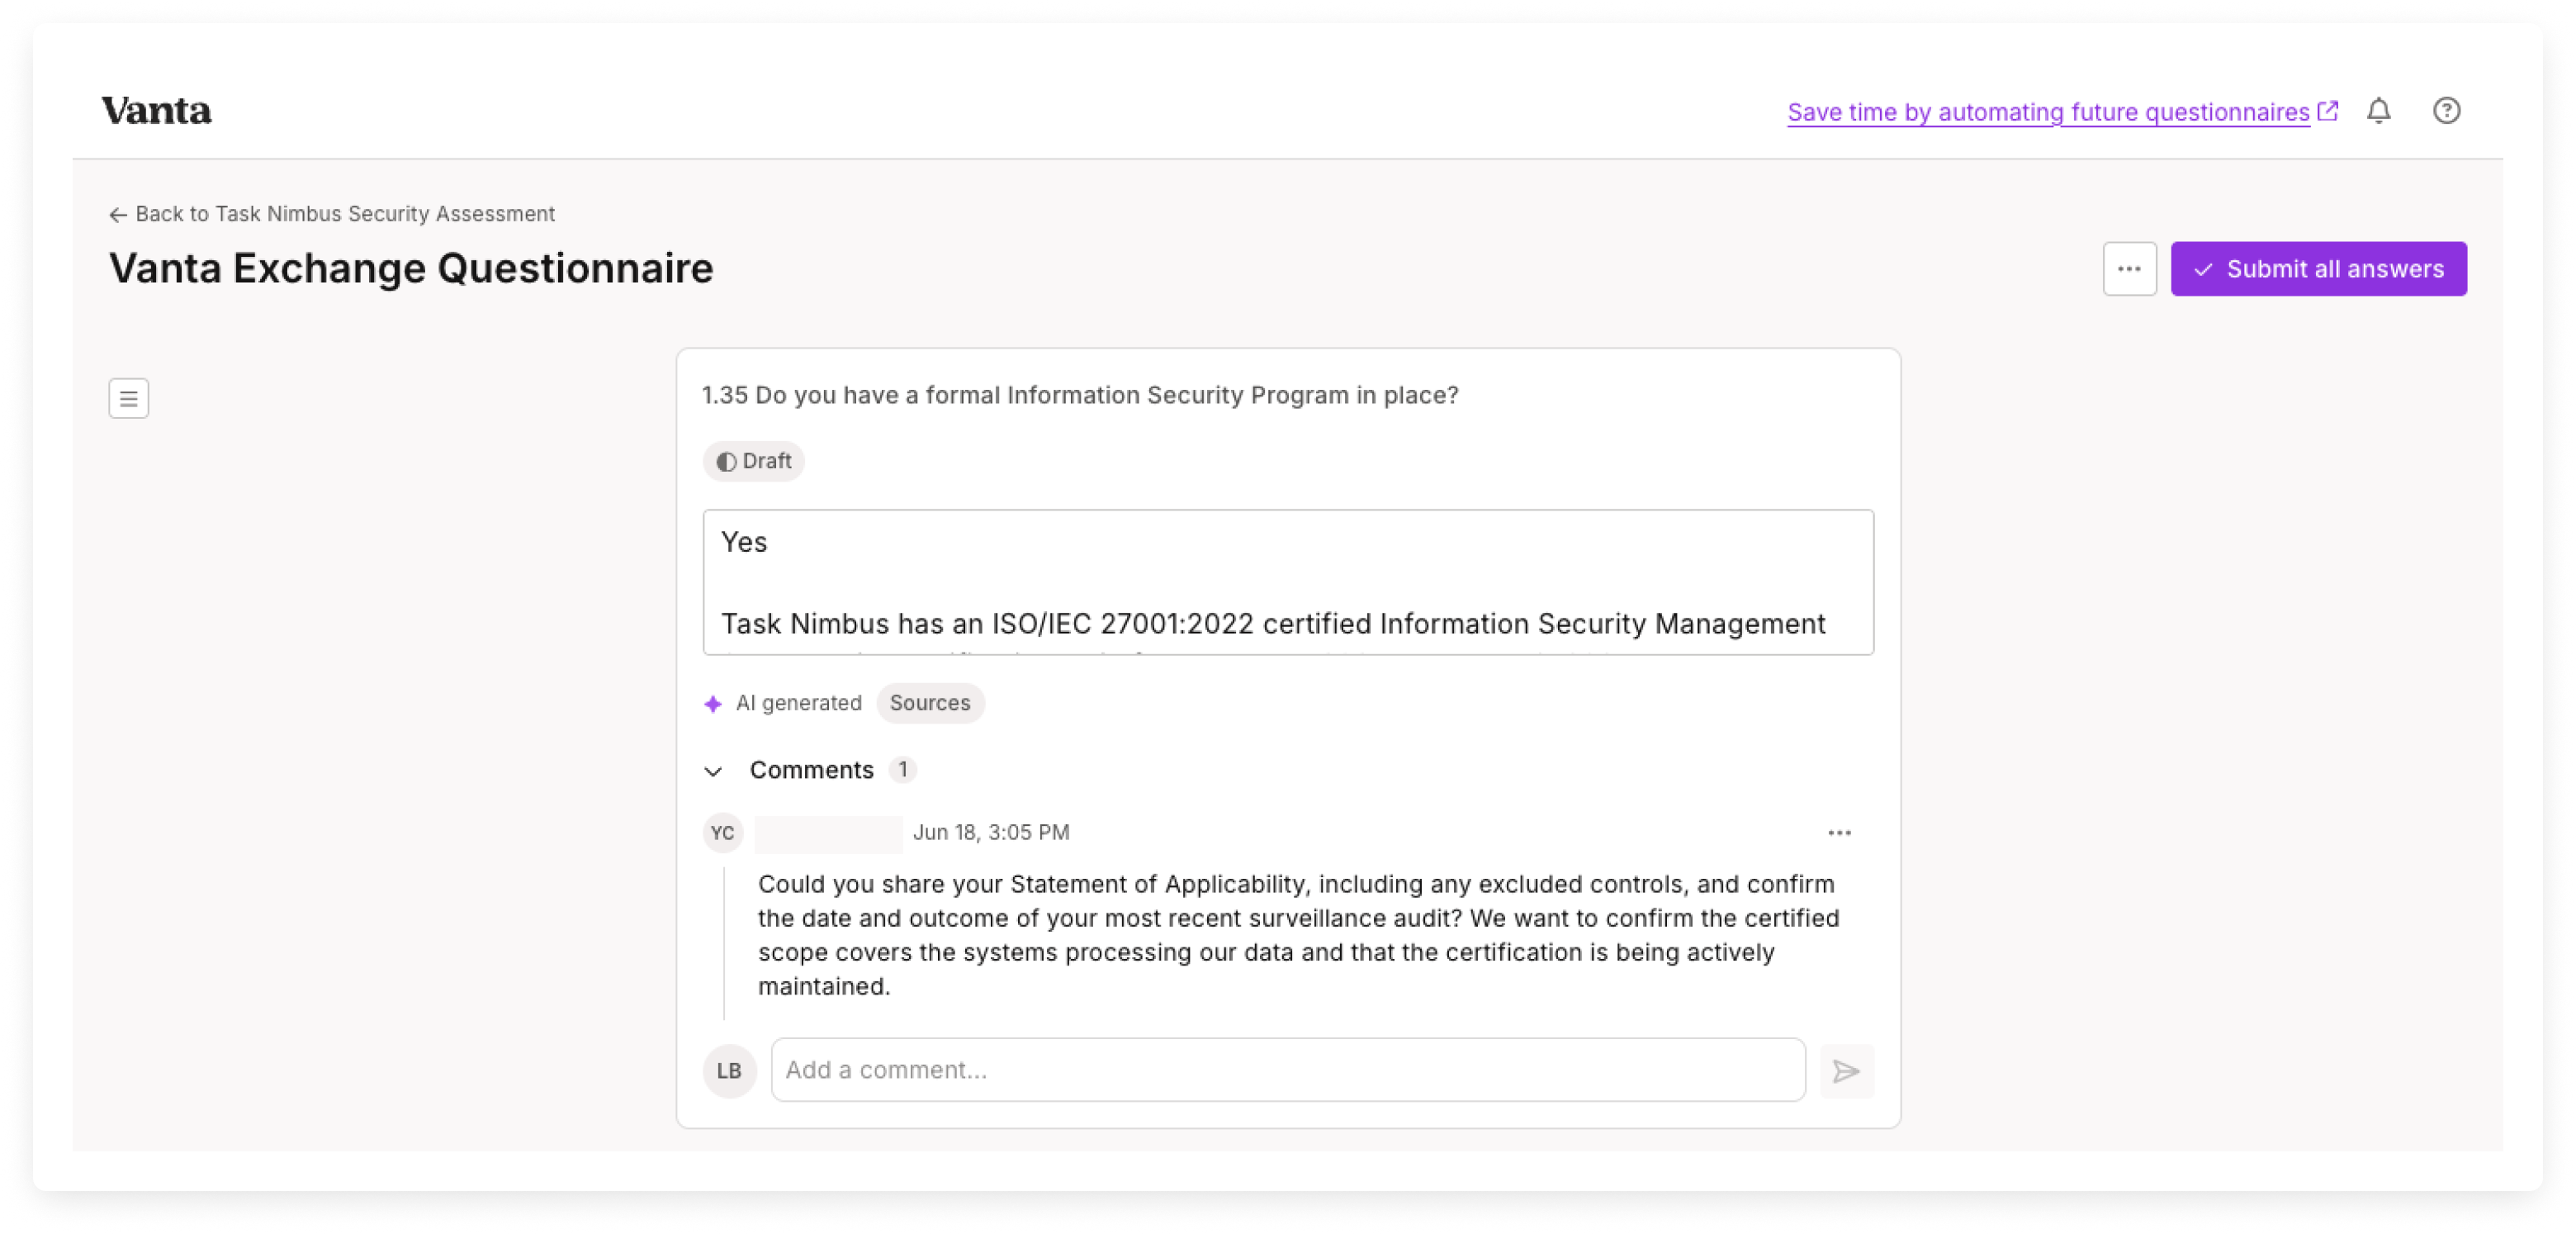 Vanta
Save time by automating future questionnaires
Back to Task Nimbus Security Assessment
Vanta Exchange Questionnaire
Submit all answers
1.35 Do you have a formal Information Security Program in place?
Draft
Yes
Task Nimbus has an ISO/IEC 27001:2022 certified Information Security Management
AI generated
Sources
Comments 1
YC
Jun 18, 3:05 PM
Could you share your Statement of Applicability, including any excluded controls, and confirm
the date and outcome of your most recent surveillance audit? We want to confirm the certified
scope covers the systems processing our data and that the certification is being actively
maintained.
LB
Add a comment...